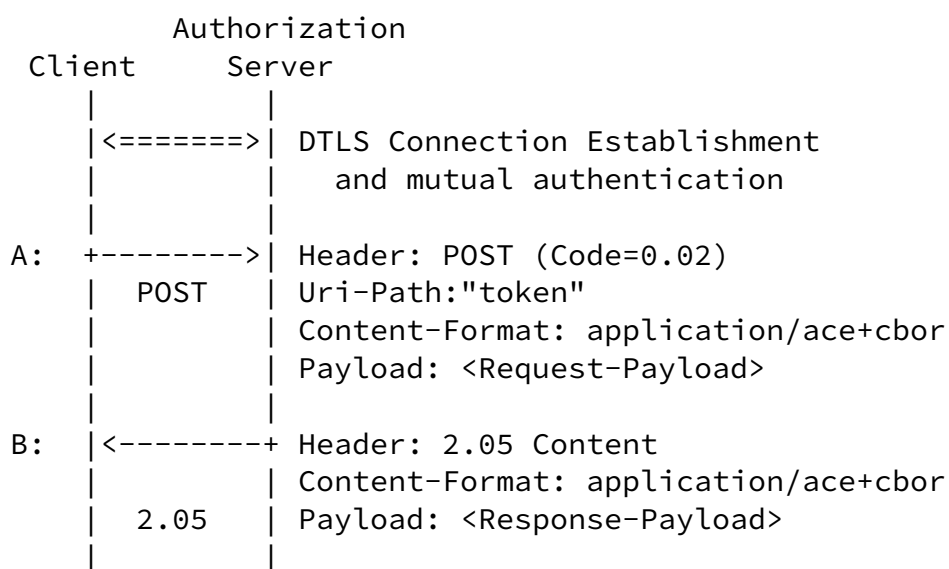 Authorization
Client Server
| |
|<=======>| DTLS Connection Establishment
| | and mutual authentication
| |
A: +-------->| Header: POST (Code=0.02)
| POST | Uri-Path:"token"
| | Content-Format: application/ace+cbor
| | Payload: <Request-Payload>
| |
B: |<--------+ Header: 2.05 Content
| | Content-Format: application/ace+cbor
| 2.05 | Payload: <Response-Payload>
| |